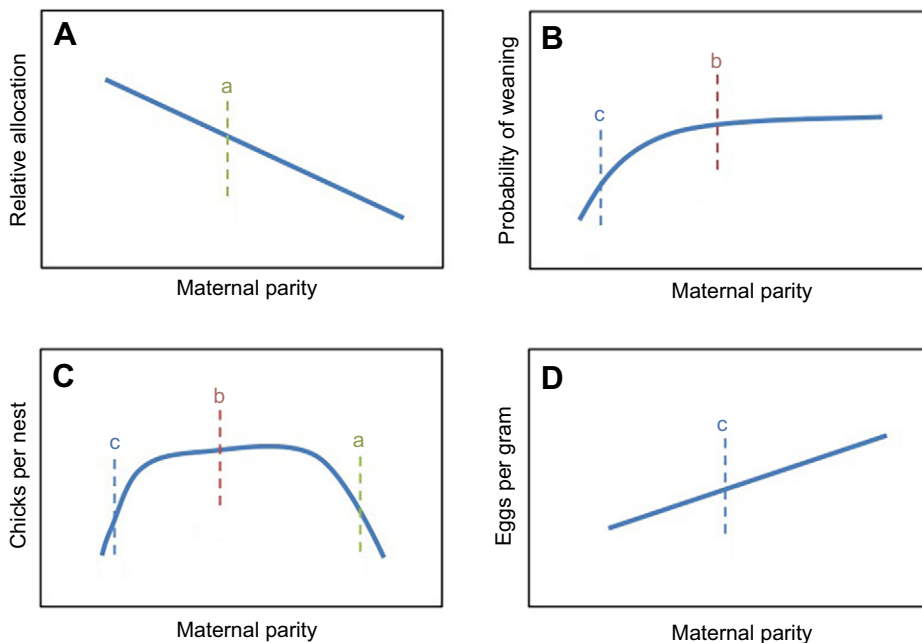 A
a
Relative allocation
Maternal parity
B
b
c
Probability of weaning
Maternal parity
C
b
c
a
Chicks per nest
Maternal parity
D
c
Eggs per gram
Maternal parity